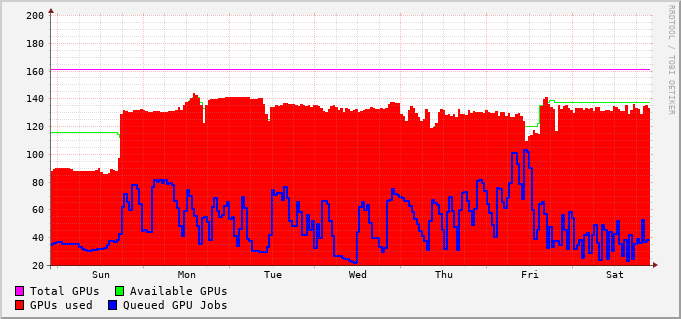 200
180
160
140
120
100
80
60
40
20
Sun Mon Tue Wed Thu Fri Sat
Total GPUs Available GPUs
GPUs used Queued GPU Jobs
RRDTOOL / TOBI OETIKER